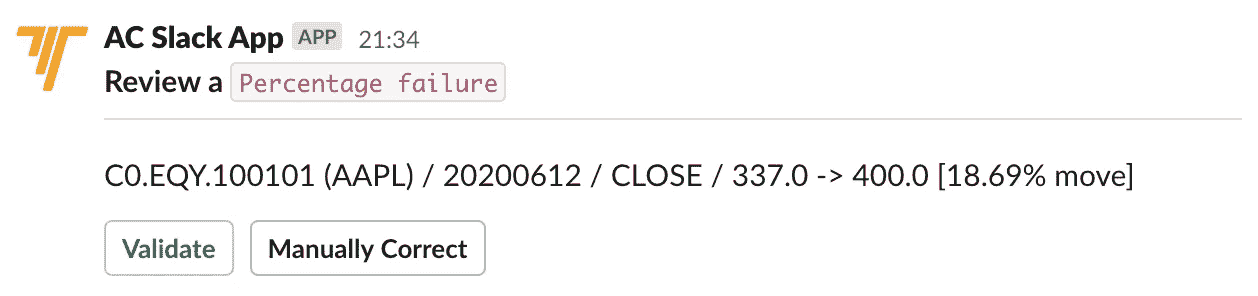 AC Slack App APP 21:34
Review a Percentage failure
C0.EQY.100101 (AAPL) / 20200612 / CLOSE / 337.0 -> 400.0 [18.69% move]
Validate Manually Correct